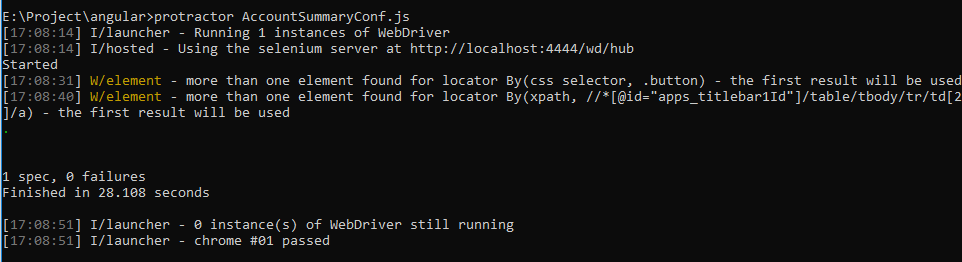 E:\Project\angular>protractor AccountSummaryConf.js
[17:08:14] I/launcher - Running 1 instances of WebDriver
[17:08:14] I/hosted - Using the selenium server at http://localhost:4444/wd/hub
Started
[17:08:31] W/element - more than one element found for locator By(css selector, .button) - the first result will be used
[17:08:40] W/element - more than one element found for locator By(xpath, //*[@id="apps_titlebar1Id"]/table/tbody/tr/td[2
]/a) - the first result will be used
.
1 spec, 0 failures
Finished in 28.108 seconds
[17:08:51] I/launcher - 0 instance(s) of WebDriver still running
[17:08:51] I/launcher - chrome #01 passed